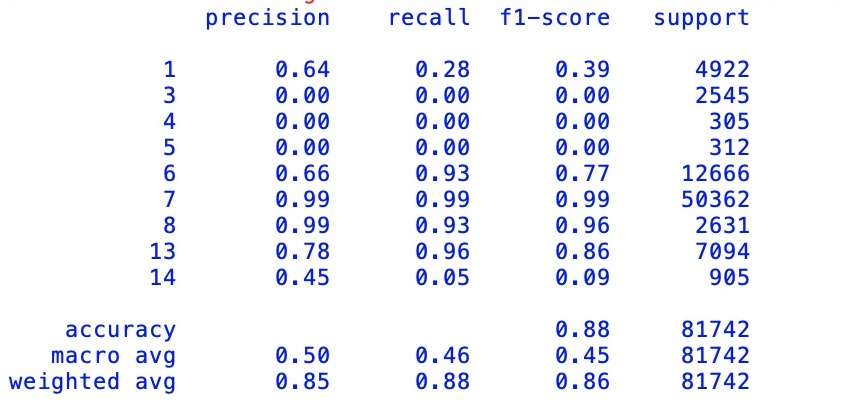 precision recall f1-score support
1 0.64 0.28 0.39 4922
3 0.00 0.00 0.00 2545
4 0.00 0.00 0.00 305
5 0.00 0.00 0.00 312
6 0.66 0.93 0.77 12666
7 0.99 0.99 0.99 50362
8 0.99 0.93 0.96 2631
13 0.78 0.96 0.86 7094
14 0.45 0.05 0.09 905
accuracy 0.88 81742
macro avg 0.50 0.46 0.45 81742
weighted avg 0.85 0.88 0.86 81742